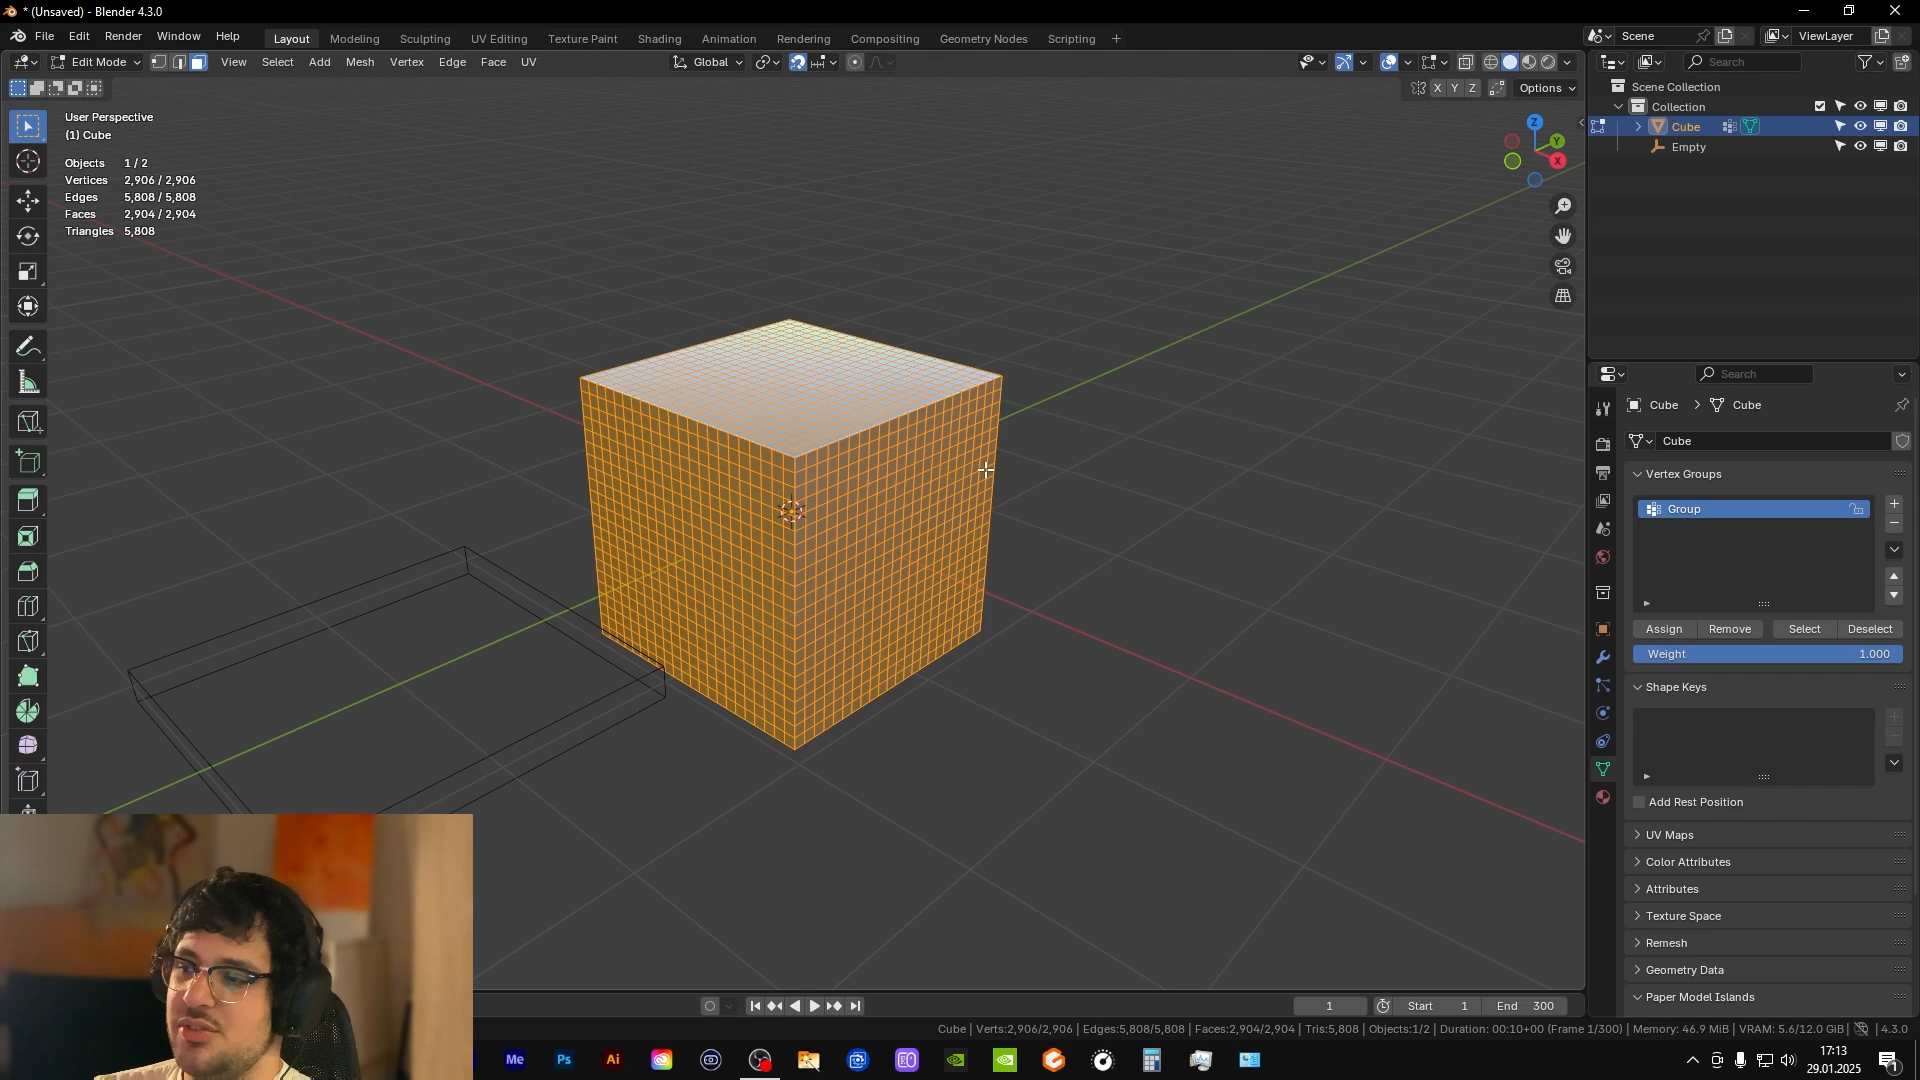 * (Unsaved) - Blender 4.3.0
File Edit Render Window Help
Layout Modeling Sculpting UV Editing Texture Paint Shading Animation Rendering Compositing Geometry Nodes Scripting +
Scene
ViewLayer
Edit Mode
View Select Add Mesh Vertex Edge Face UV
Global
Search
X Y Z
Options
User Perspective
(1) Cube
Objects 1 / 2
Vertices 2,906 / 2,906
Edges 5,808 / 5,808
Faces 2,904 / 2,904
Triangles 5,808
Z
Y
X
Scene Collection
Collection
Cube
Empty
Search
Cube > Cube
Cube
Vertex Groups
Group
Assign Remove Select Deselect
Weight 1.000
Shape Keys
Add Rest Position
UV Maps
Color Attributes
Attributes
Texture Space
Remesh
Geometry Data
Paper Model Islands
1
Start 1
End 300
Cube | Verts:2,906/2,906 | Edges:5,808/5,808 | Faces:2,904/2,904 | Tris:5,808 | Objects:1/2 | Duration: 00:10+00 (Frame 1/300) | Memory: 46.9 MiB | VRAM: 5.6/12.0 GiB | 4.3.0
Me Ps Ai
17:13
29.01.2025
1